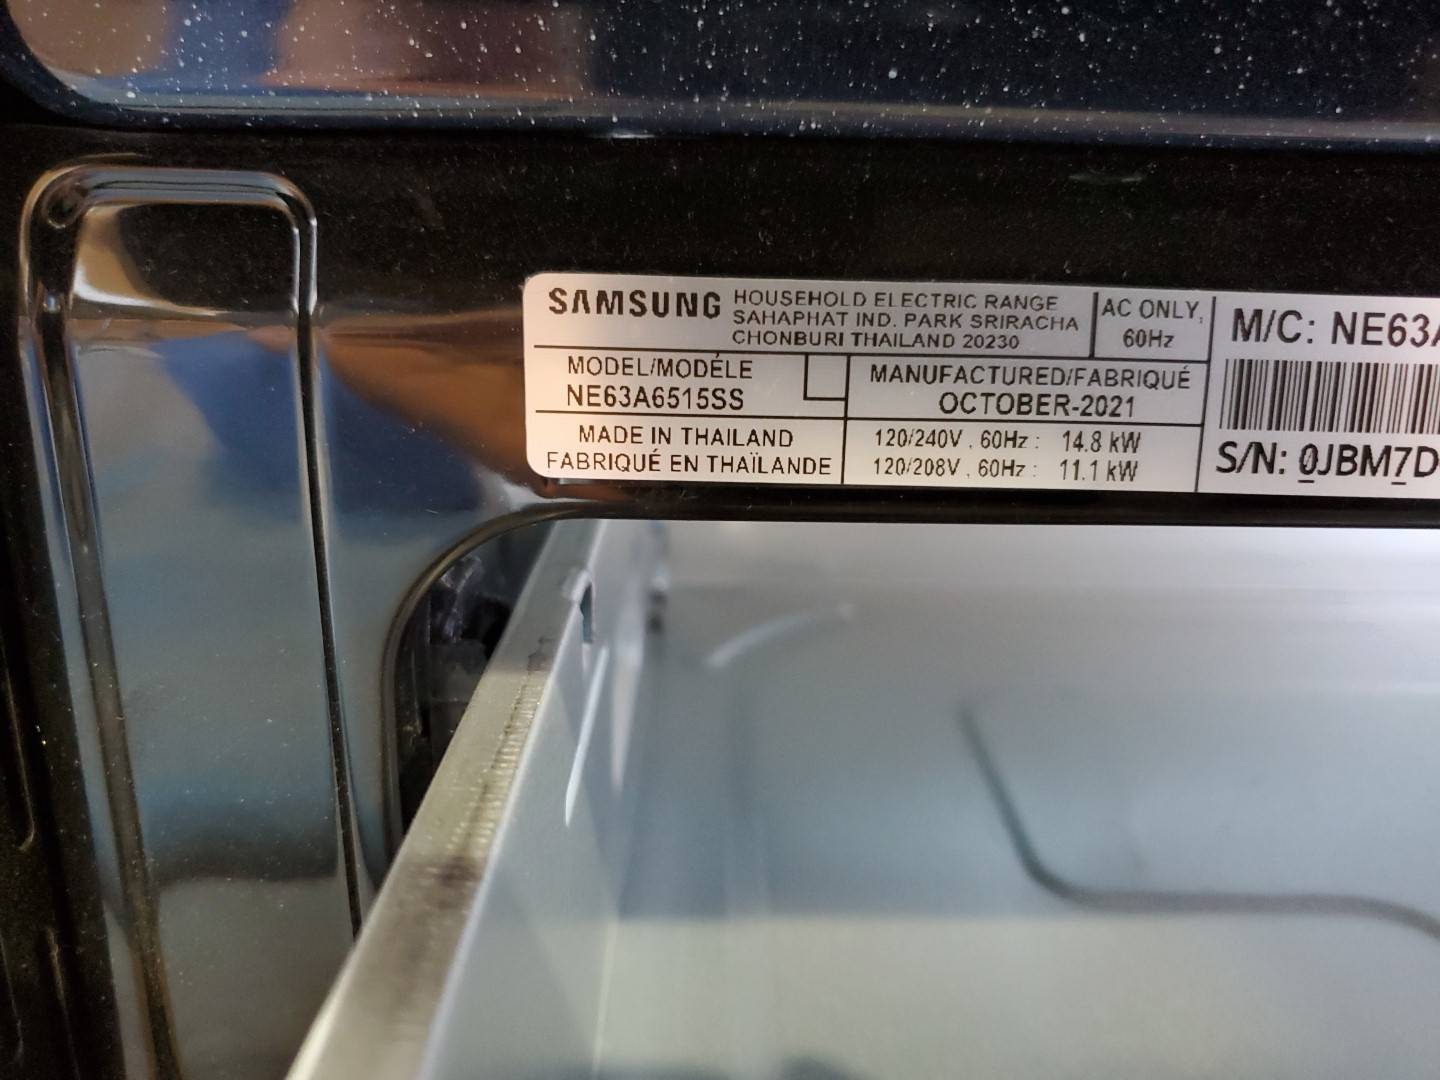 SAMSUNG
HOUSEHOLD ELECTRIC RANGE
SAHAPHAT IND. PARK SRIRACHA
CHONBURI THAILAND 20230
AC ONLY,
60Hz
MODEL/MODÉLE
NE63A6515SS
MANUFACTURED/FABRIQUÉ
OCTOBER-2021
MADE IN THAILAND
FABRIQUÉ EN THAÏLANDE
120/240V , 60Hz : 14.8 kW
120/208V , 60Hz : 11.1 kW
M/C: NE63A
S/N: 0JBM7D